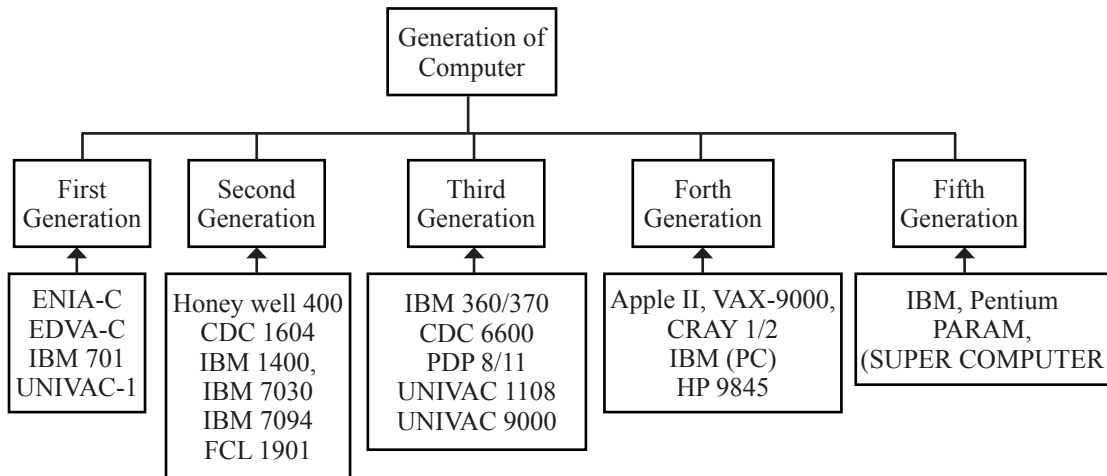 Generation of
Computer
First
Generation
Second
Generation
Third
Generation
Forth
Generation
Fifth
Generation
ENIA-C
EDVA-C
IBM 701
UNIVAC-1
Honey well 400
CDC 1604
IBM 1400,
IBM 7030
IBM 7094
FCL 1901
IBM 360/370
CDC 6600
PDP 8/11
UNIVAC 1108
UNIVAC 9000
Apple II, VAX-9000,
CRAY 1/2
IBM (PC)
HP 9845
IBM, Pentium
PARAM,
(SUPER COMPUTER